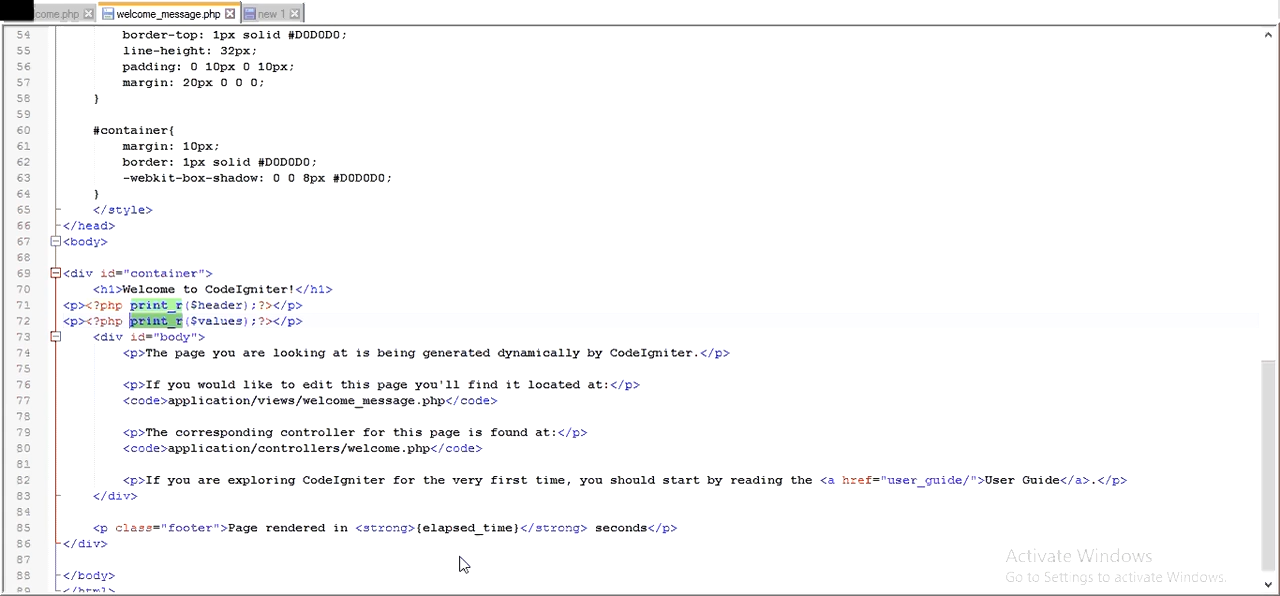 come.php welcome_message.php new 1
54 border-top: 1px solid #D0D0D0;
55 line-height: 32px;
56 padding: 0 10px 0 10px;
57 margin: 20px 0 0 0;
58 }
59
60 #container{
61 margin: 10px;
62 border: 1px solid #D0D0D0;
63 -webkit-box-shadow: 0 0 8px #D0D0D0;
64 }
65 </style>
66 </head>
67 <body>
68
69 <div id="container">
70 <h1>Welcome to CodeIgniter!</h1>
71 <p><?php print_r($header);?></p>
72 <p><?php print_r($values);?></p>
73 <div id="body">
74 <p>The page you are looking at is being generated dynamically by CodeIgniter.</p>
75
76 <p>If you would like to edit this page you'll find it located at:</p>
77 <code>application/views/welcome_message.php</code>
78
79 <p>The corresponding controller for this page is found at:</p>
80 <code>application/controllers/welcome.php</code>
81
82 <p>If you are exploring CodeIgniter for the very first time, you should start by reading the <a href="user_guide/">User Guide</a>.</p>
83 </div>
84
85 <p class="footer">Page rendered in <strong>{elapsed_time}</strong> seconds</p>
86 </div>
87
88 </body>
89 </html>
Activate Windows
Go to Settings to activate Windows.